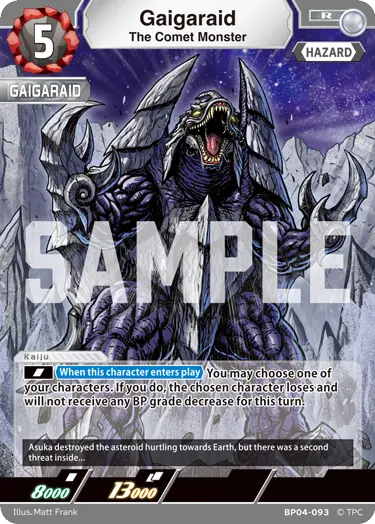 Gaigaraid
The Comet Monster
5
R
HAZARD
GAIGARAID
SAMPLE
Kaiju
When this character enters play You may choose one of
your characters. If you do, the chosen character loses and
will not receive any BP grade decrease for this turn.
Asuka destroyed the asteroid hurtling towards Earth, but there was a second
threat inside...
8000
13000
Illus. Matt Frank
BP04-093 © TPC